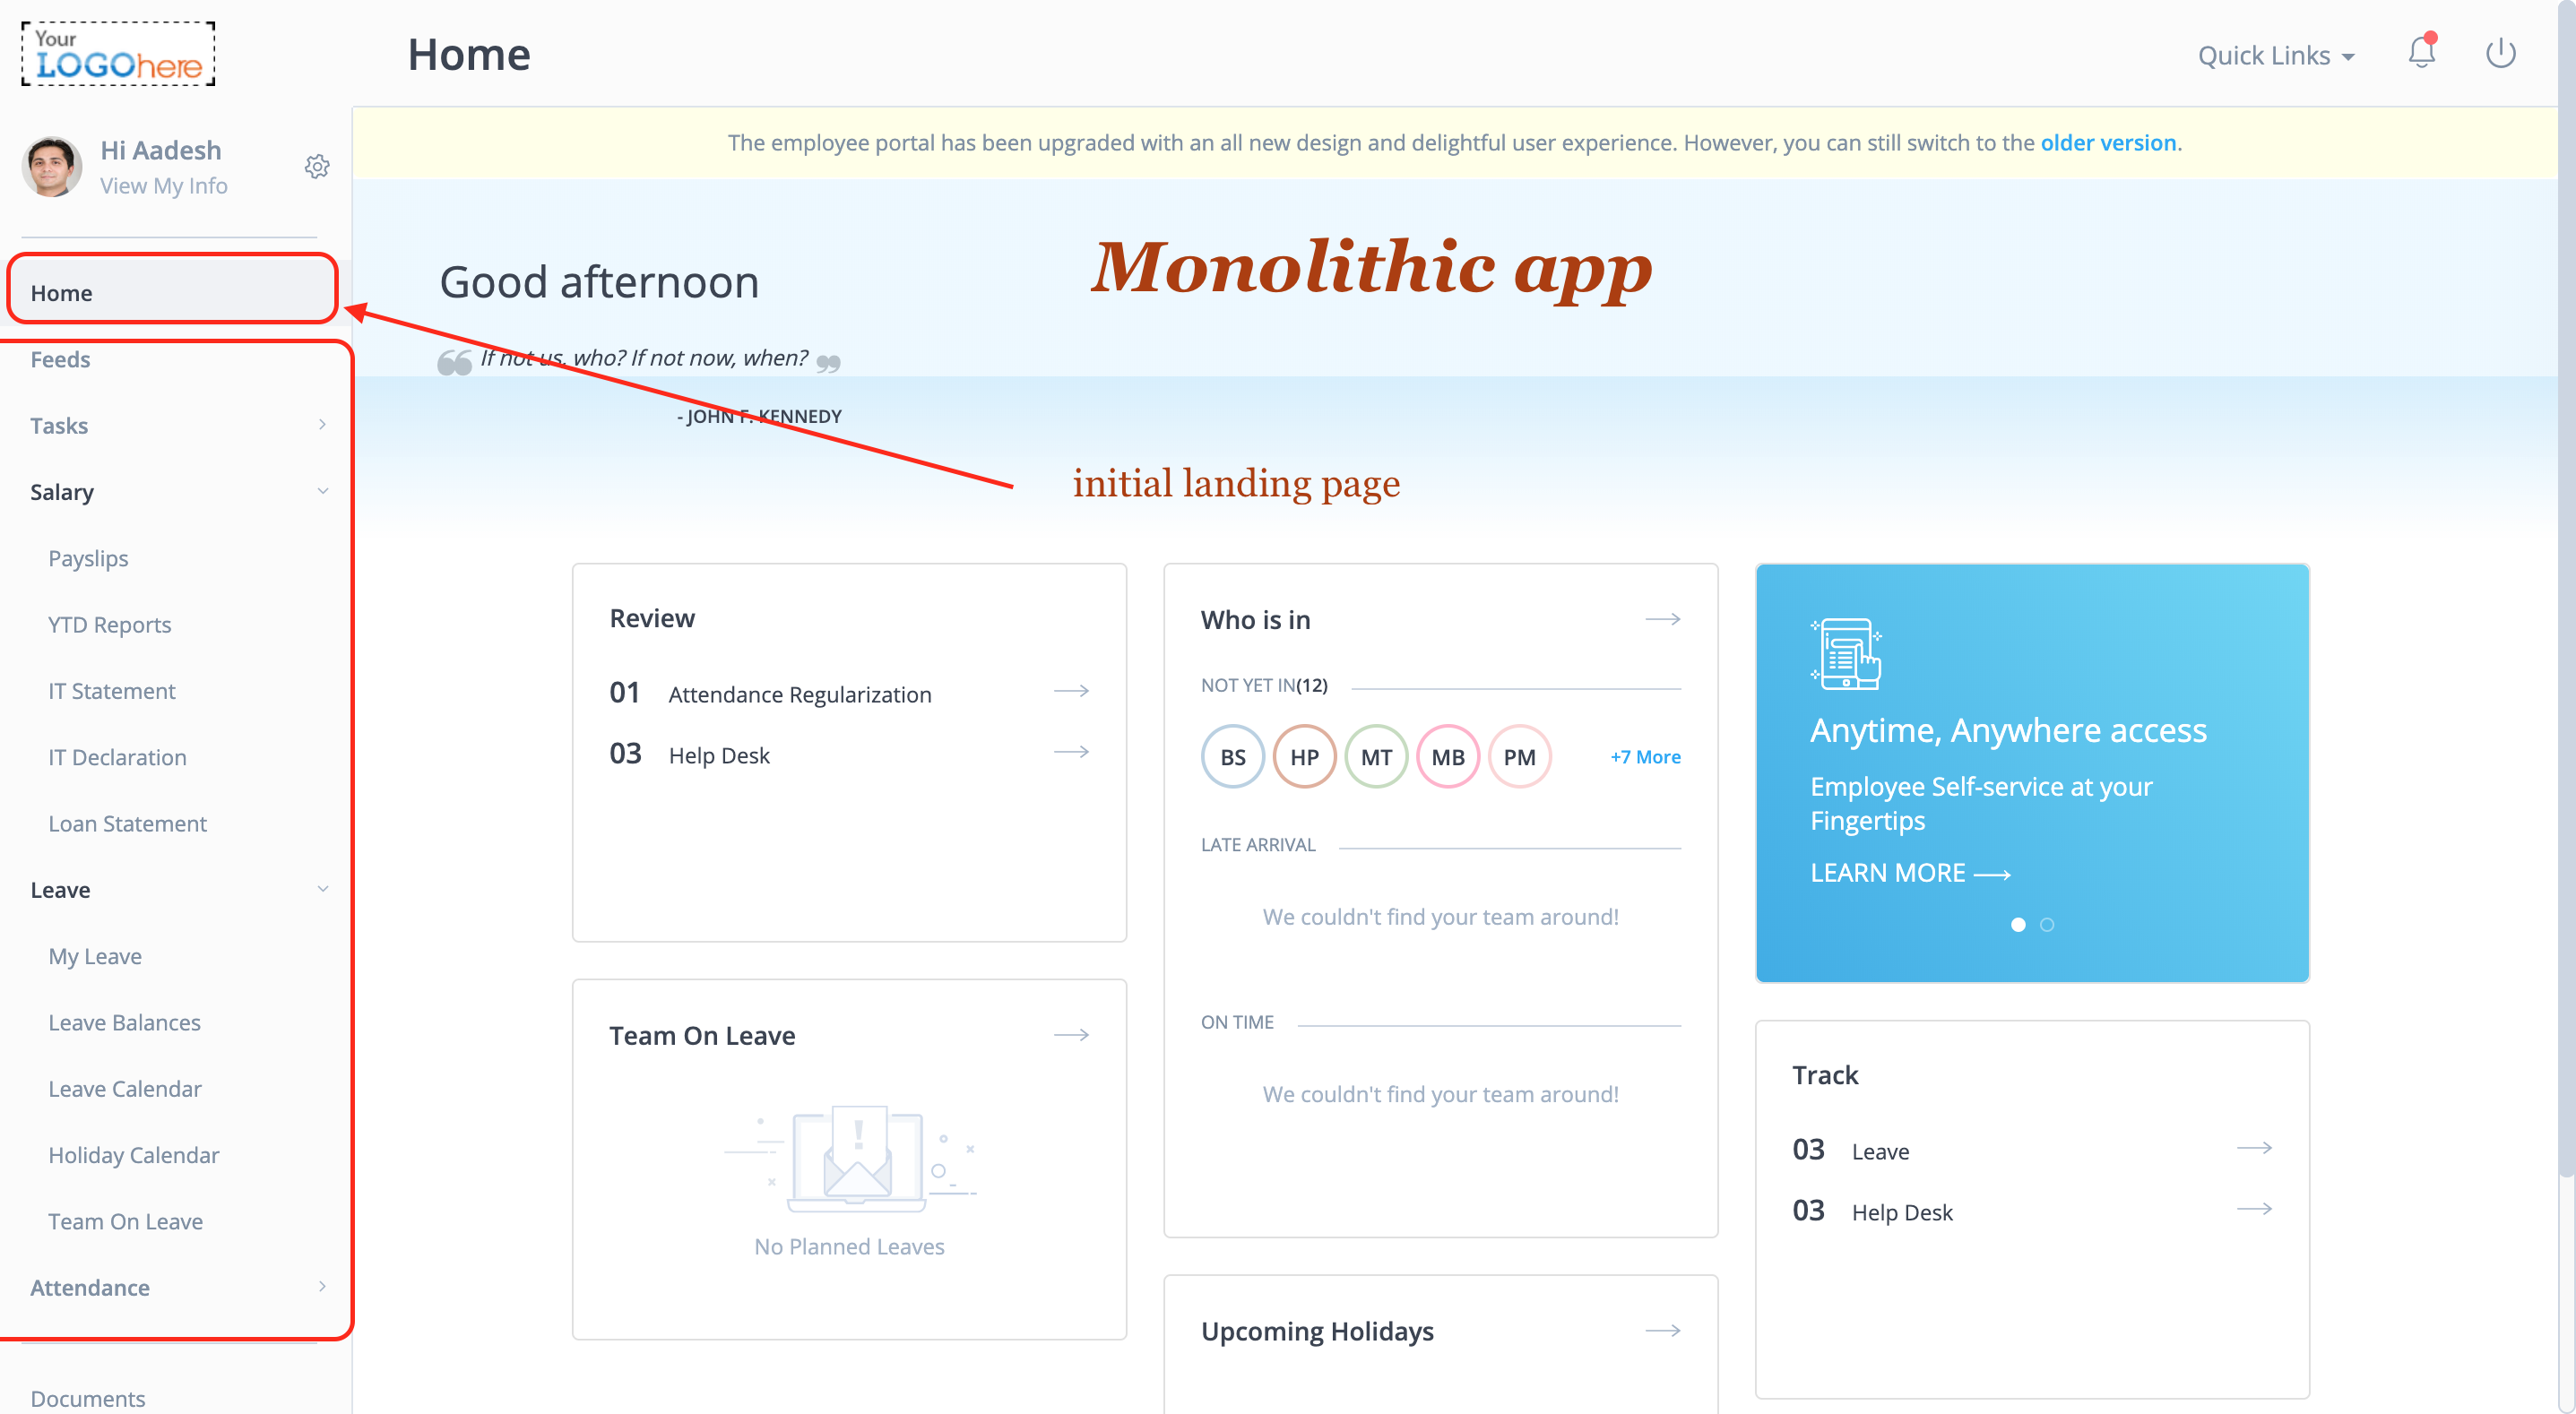 Your
LOGOhere
Home
Quick Links
Hi Aadesh
View My Info
The employee portal has been upgraded with an all new design and delightful user experience. However, you can still switch to the older version.
Home
Feeds
Tasks
Salary
Payslips
YTD Reports
IT Statement
IT Declaration
Loan Statement
Leave
My Leave
Leave Balances
Leave Calendar
Holiday Calendar
Team On Leave
Attendance
Documents
Good afternoon
Monolithic app
❝ If not us, who? If not now, when? ❞
- JOHN F. KENNEDY
initial landing page
Review
01 Attendance Regularization
03 Help Desk
Team On Leave
No Planned Leaves
Who is in
NOT YET IN(12)
BS HP MT MB PM +7 More
LATE ARRIVAL
We couldn't find your team around!
ON TIME
We couldn't find your team around!
Upcoming Holidays
Anytime, Anywhere access
Employee Self-service at your
Fingertips
LEARN MORE
Track
03 Leave
03 Help Desk